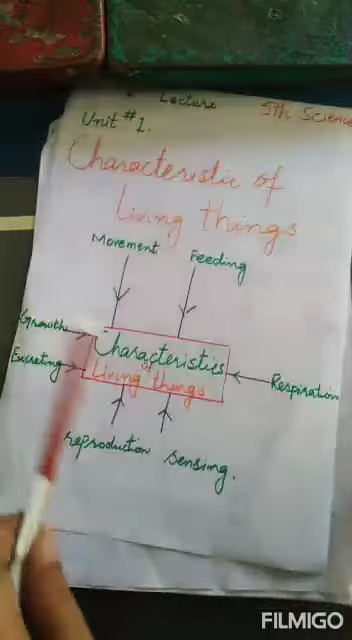 Lecture 5th Science
Unit #1.
Characteristic of
Living things
Movement
Feeding
Growth
Characteristics
of
Living things
Excreting
Respiration
reproduction
sensing.
FILMIGO